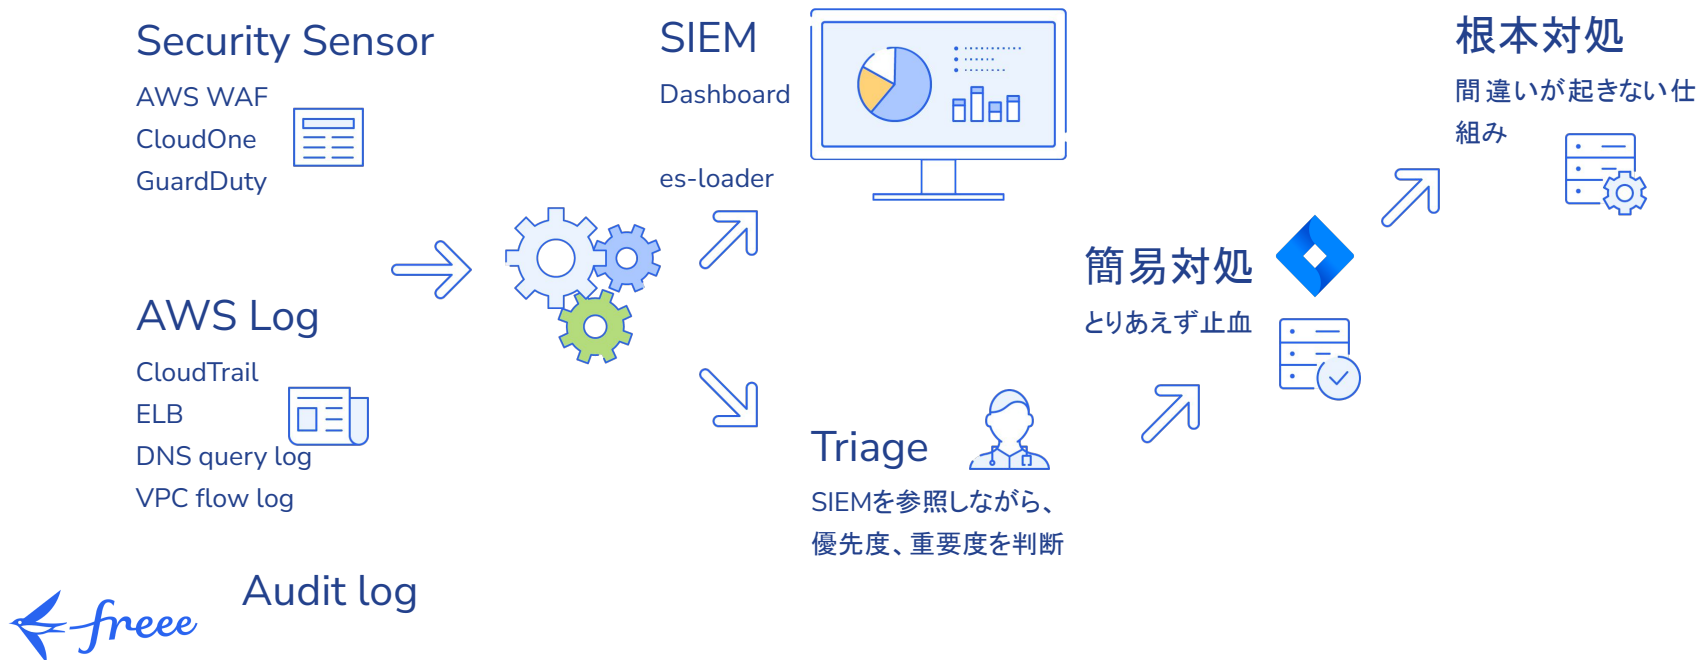 Security Sensor
AWS WAF
CloudOne
GuardDuty
AWS Log
CloudTrail
ELB
DNS query log
VPC flow log
Audit log
freee
SIEM
Dashboard
es-loader
Triage
SIEMを参照しながら、
優先度、重要度を判断
簡易対処
とりあえず止血
根本対処
間違いが起きない仕
組み